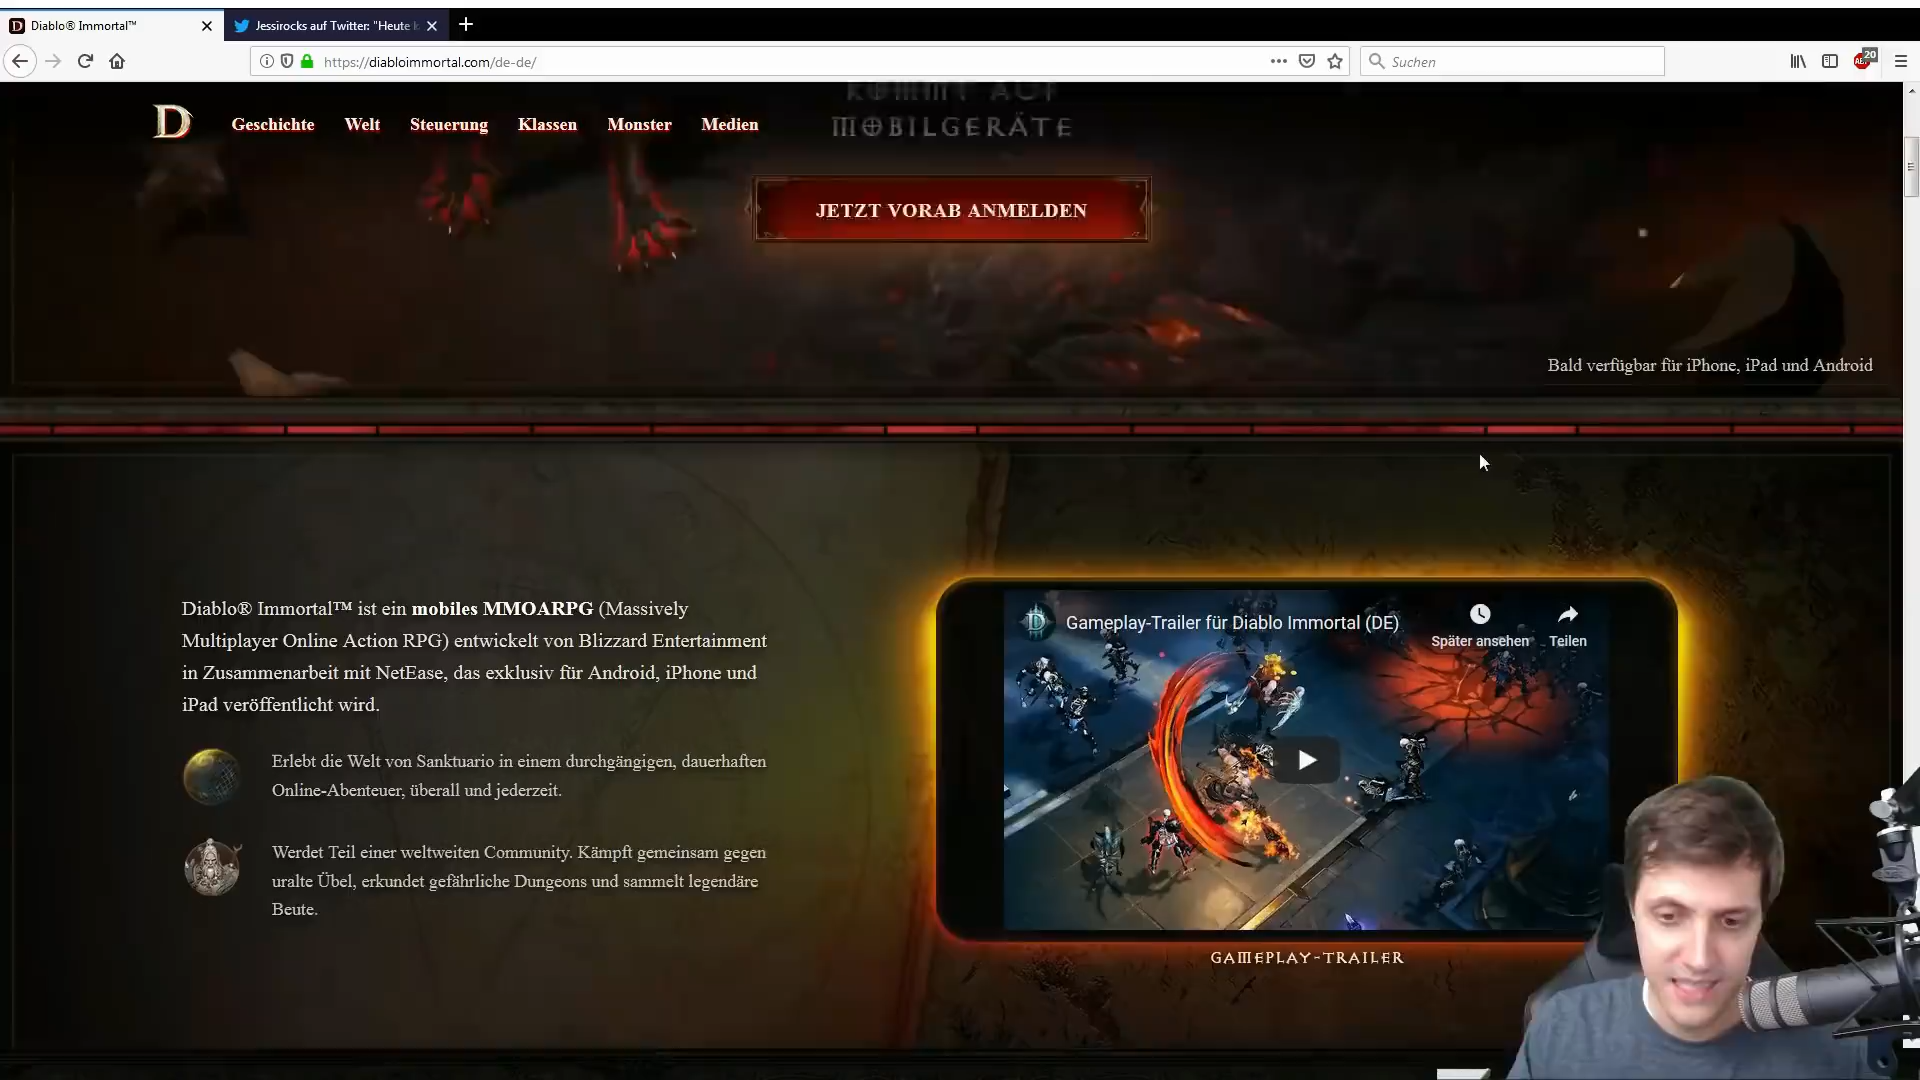 Diablo® Immortal™
Jessirocks auf Twitter: "Heute k
https://diabloimmortal.com/de-de/
Suchen
20
ABP
KOMMT AUF
MOBILGERÄTE
D
Geschichte
Welt
Steuerung
Klassen
Monster
Medien
JETZT VORAB ANMELDEN
Bald verfügbar für iPhone, iPad und Android
Diablo® Immortal™ ist ein mobiles MMOARPG (Massively
Multiplayer Online Action RPG) entwickelt von Blizzard Entertainment
in Zusammenarbeit mit NetEase, das exklusiv für Android, iPhone und
iPad veröffentlicht wird.
Erlebt die Welt von Sanktuario in einem durchgängigen, dauerhaften
Online-Abenteuer, überall und jederzeit.
Werdet Teil einer weltweiten Community. Kämpft gemeinsam gegen
uralte Übel, erkundet gefährliche Dungeons und sammelt legendäre
Beute.
Gameplay-Trailer für Diablo Immortal (DE)
Später ansehen
Teilen
GAMEPLAY-TRAILER